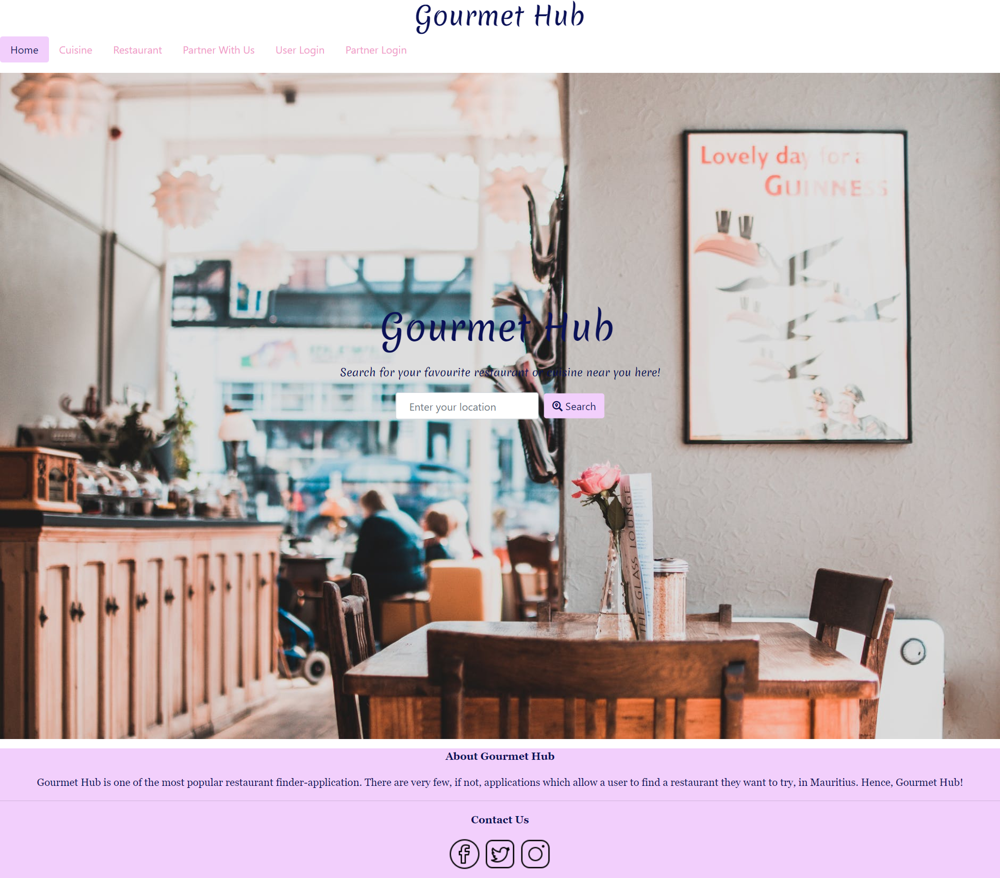 Gourmet Hub
Home Cuisine Restaurant Partner With Us User Login Partner Login
Lovely day for a
GUINNESS
Gourmet Hub
Search for your favourite restaurant or cuisine near you here!
Enter your location Search
THE GLASS LOUNGE
About Gourmet Hub
Gourmet Hub is one of the most popular restaurant finder-application. There are very few, if not, applications which allow a user to find a restaurant they want to try, in Mauritius. Hence, Gourmet Hub!
Contact Us